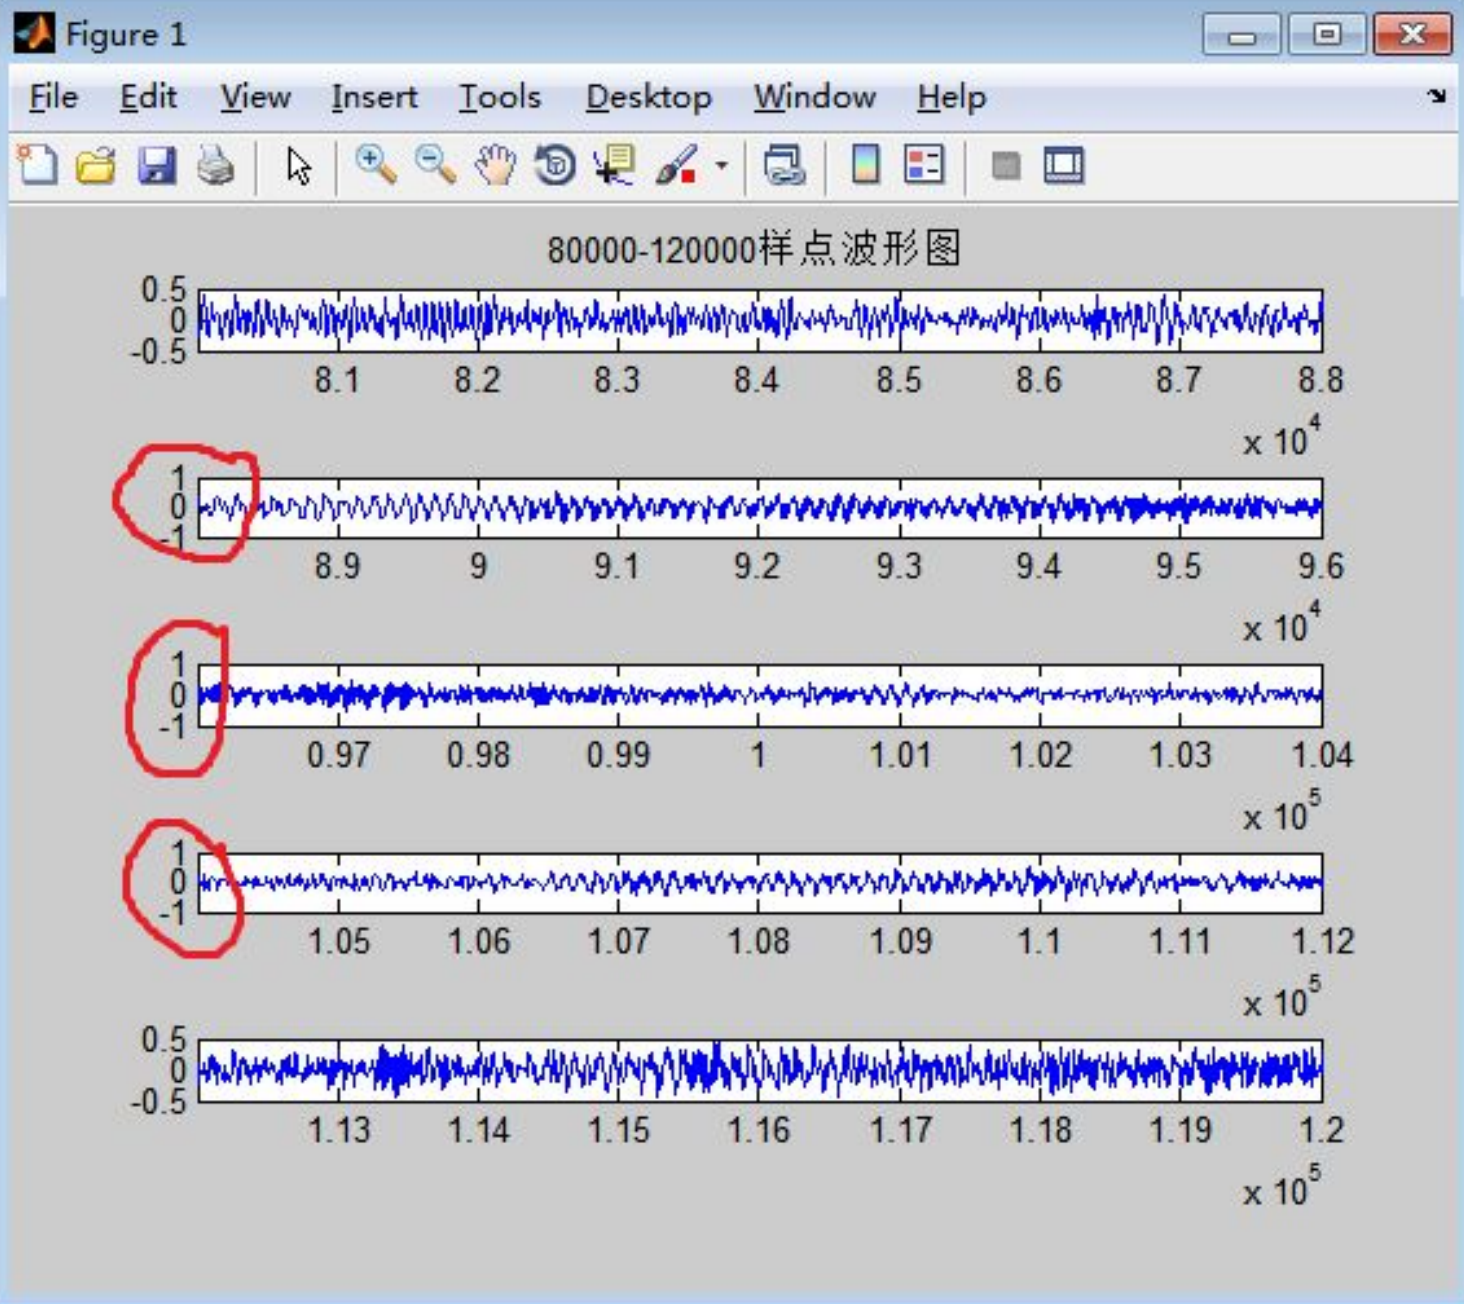 Figure 1
File Edit View Insert Tools Desktop Window Help
80000-120000样点波形图
0.5
0
-0.5
8.1 8.2 8.3 8.4 8.5 8.6 8.7 8.8
x 10^4
1
0
-1
8.9 9 9.1 9.2 9.3 9.4 9.5 9.6
x 10^4
1
0
-1
0.97 0.98 0.99 1 1.01 1.02 1.03 1.04
x 10^5
1
0
-1
1.05 1.06 1.07 1.08 1.09 1.1 1.11 1.12
x 10^5
0.5
0
-0.5
1.13 1.14 1.15 1.16 1.17 1.18 1.19 1.2
x 10^5